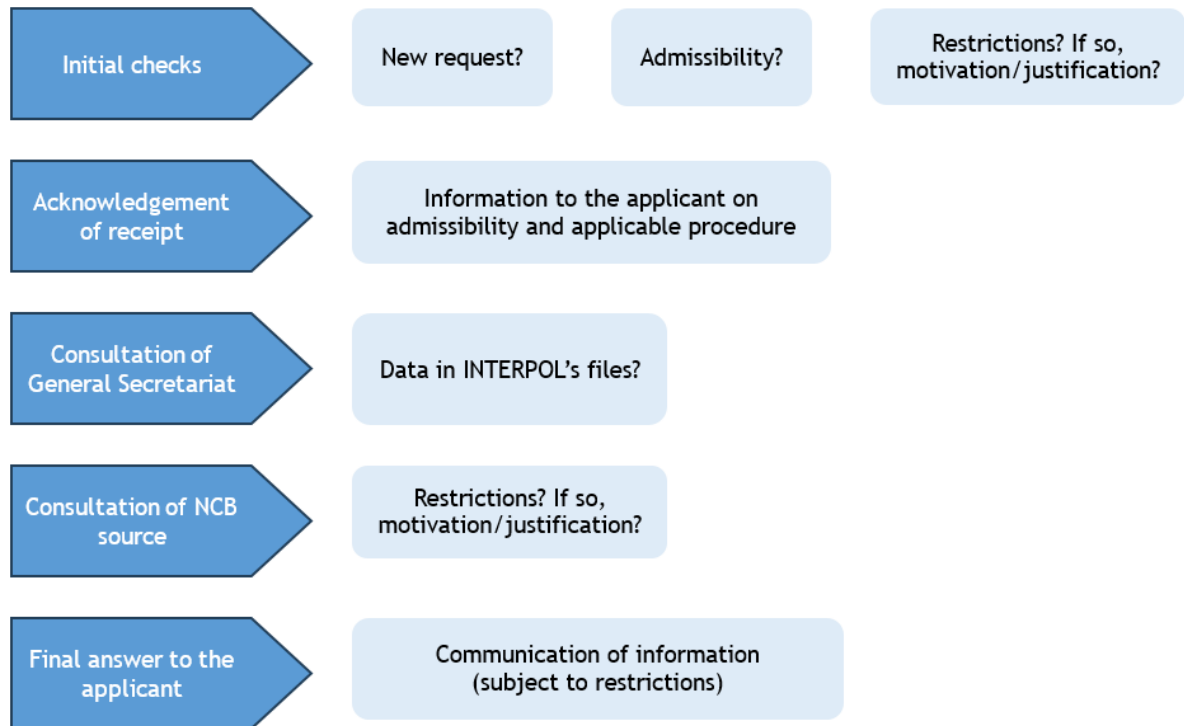 Initial checks
New request?
Admissibility?
Restrictions? If so,
motivation/justification?
Acknowledgement
of receipt
Information to the applicant on
admissibility and applicable procedure
Consultation of
General Secretariat
Data in INTERPOL's files?
Consultation of NCB
source
Restrictions? If so,
motivation/justification?
Final answer to the
applicant
Communication of information
(subject to restrictions)